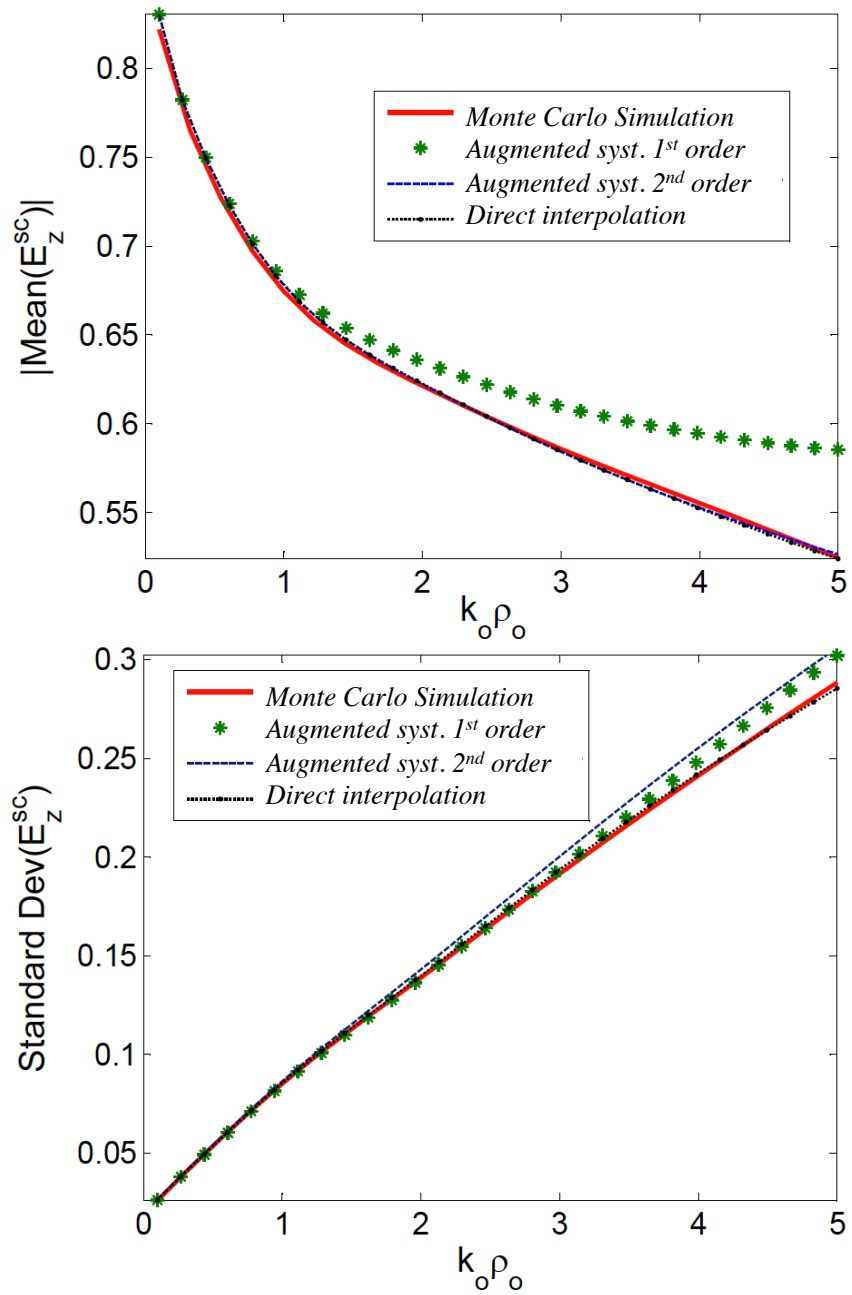 |Mean(E_z^sc)|
0.8
0.75
0.7
0.65
0.6
0.55
Monte Carlo Simulation
Augmented syst. 1st order
Augmented syst. 2nd order
Direct interpolation
0 1 2 3 4 5
k_oρ_o
Standard Dev(E_z^sc)
0.3
0.25
0.2
0.15
0.1
0.05
Monte Carlo Simulation
Augmented syst. 1st order
Augmented syst. 2nd order
Direct interpolation
0 1 2 3 4 5
k_oρ_o